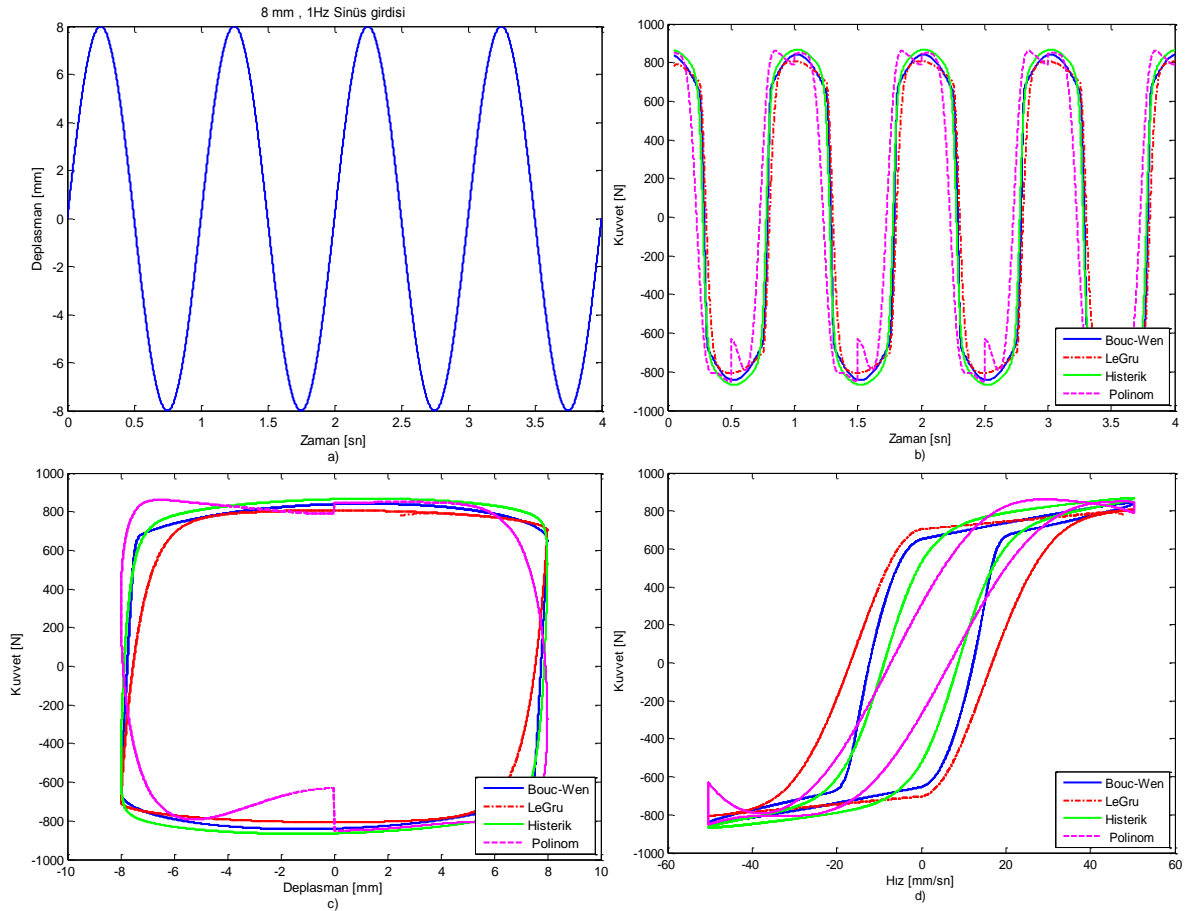 8 mm , 1Hz Sinüs girdisi
8
6
4
2
0
-2
-4
-6
-8
Deplasman [mm]
0 0.5 1 1.5 2 2.5 3 3.5 4
Zaman [sn]
a)
1000
800
600
400
200
0
-200
-400
-600
-800
-1000
Kuvvet [N]
Bouc-Wen
LeGru
Histerik
Polinom
0 0.5 1 1.5 2 2.5 3 3.5 4
Zaman [sn]
b)
1000
800
600
400
200
0
-200
-400
-600
-800
-1000
Kuvvet [N]
Bouc-Wen
LeGru
Histerik
Polinom
-10 -8 -6 -4 -2 0 2 4 6 8 10
Deplasman [mm]
c)
1000
800
600
400
200
0
-200
-400
-600
-800
-1000
Kuvvet [N]
Bouc-Wen
LeGru
Histerik
Polinom
-60 -40 -20 0 20 40 60
Hız [mm/sn]
d)